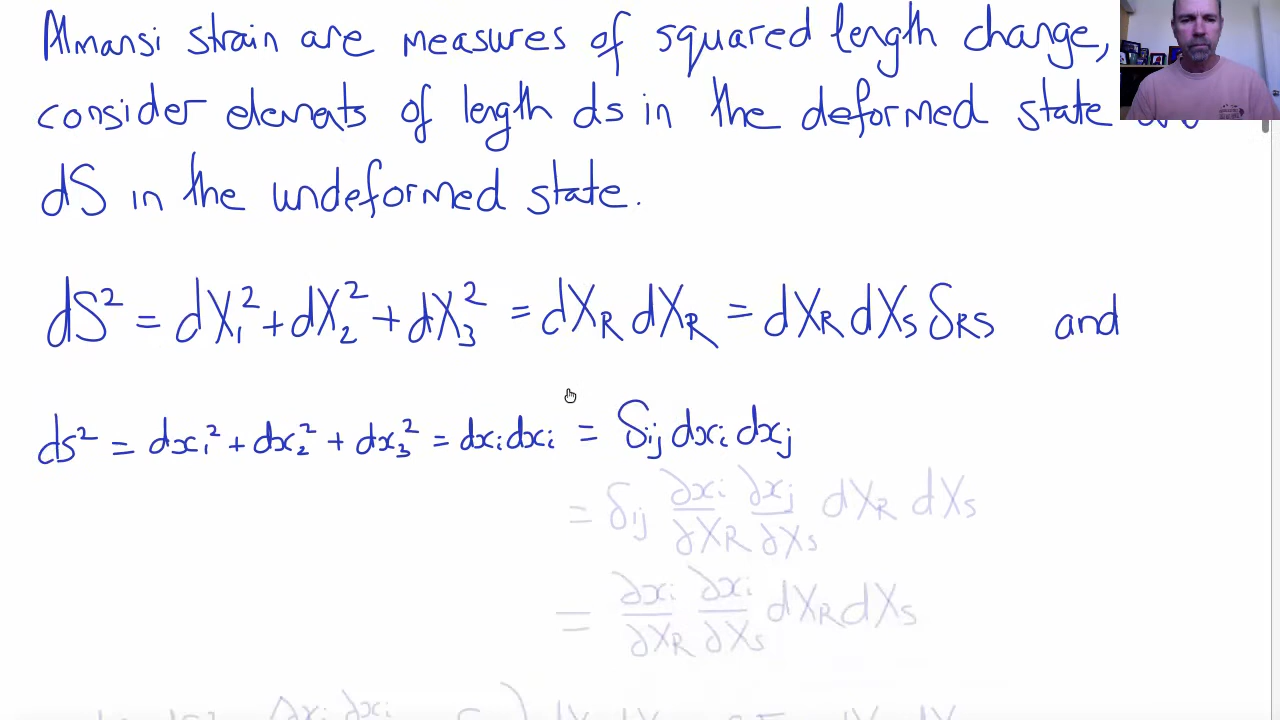 Almansi strain are measures of squared length change,
consider elements of length ds in the deformed state
dS in the undeformed state.
dS² = dX₁² + dX₂² + dX₃² = dX_R dX_R = dX_R dX_S δ_RS and
ds² = dx₁² + dx₂² + dx₃² = dx_i dx_i = δ_ij dx_i dx_j
= δ_ij ∂x_i/∂X_R ∂x_j/∂X_S dX_R dX_S
= ∂x_i/∂X_R ∂x_i/∂X_S dX_R dX_S